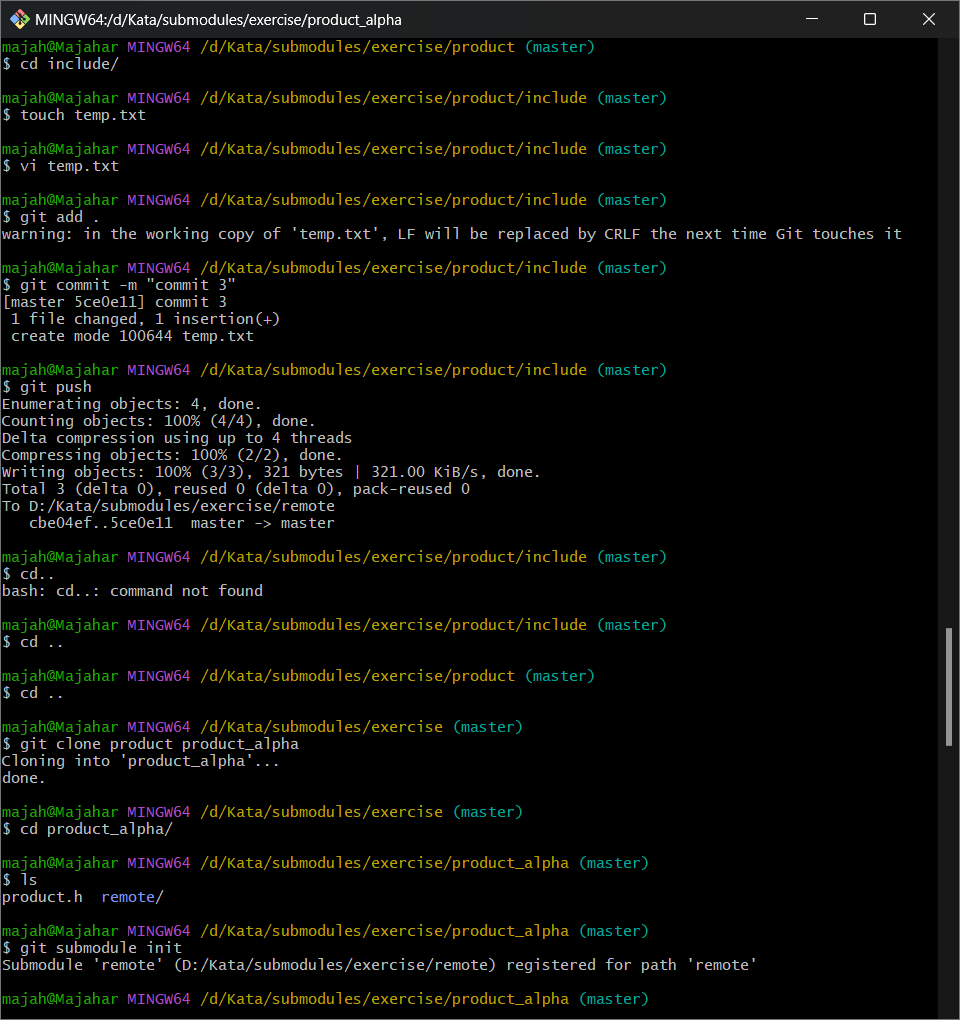 MINGW64:/d/Kata/submodules/exercise/product_alpha
majah@Majahar MINGW64 /d/Kata/submodules/exercise/product (master)
$ cd include/
majah@Majahar MINGW64 /d/Kata/submodules/exercise/product/include (master)
$ touch temp.txt
majah@Majahar MINGW64 /d/Kata/submodules/exercise/product/include (master)
$ vi temp.txt
majah@Majahar MINGW64 /d/Kata/submodules/exercise/product/include (master)
$ git add .
warning: in the working copy of 'temp.txt', LF will be replaced by CRLF the next time Git touches it
majah@Majahar MINGW64 /d/Kata/submodules/exercise/product/include (master)
$ git commit -m "commit 3"
[master 5ce0e11] commit 3
 1 file changed, 1 insertion(+)
 create mode 100644 temp.txt
majah@Majahar MINGW64 /d/Kata/submodules/exercise/product/include (master)
$ git push
Enumerating objects: 4, done.
Counting objects: 100% (4/4), done.
Delta compression using up to 4 threads
Compressing objects: 100% (2/2), done.
Writing objects: 100% (3/3), 321 bytes | 321.00 KiB/s, done.
Total 3 (delta 0), reused 0 (delta 0), pack-reused 0
To D:/Kata/submodules/exercise/remote
   cbe04ef..5ce0e11  master -> master
majah@Majahar MINGW64 /d/Kata/submodules/exercise/product/include (master)
$ cd..
bash: cd..: command not found
majah@Majahar MINGW64 /d/Kata/submodules/exercise/product/include (master)
$ cd ..
majah@Majahar MINGW64 /d/Kata/submodules/exercise/product (master)
$ cd ..
majah@Majahar MINGW64 /d/Kata/submodules/exercise (master)
$ git clone product product_alpha
Cloning into 'product_alpha'...
done.
majah@Majahar MINGW64 /d/Kata/submodules/exercise (master)
$ cd product_alpha/
majah@Majahar MINGW64 /d/Kata/submodules/exercise/product_alpha (master)
$ ls
product.h  remote/
majah@Majahar MINGW64 /d/Kata/submodules/exercise/product_alpha (master)
$ git submodule init
Submodule 'remote' (D:/Kata/submodules/exercise/remote) registered for path 'remote'
majah@Majahar MINGW64 /d/Kata/submodules/exercise/product_alpha (master)